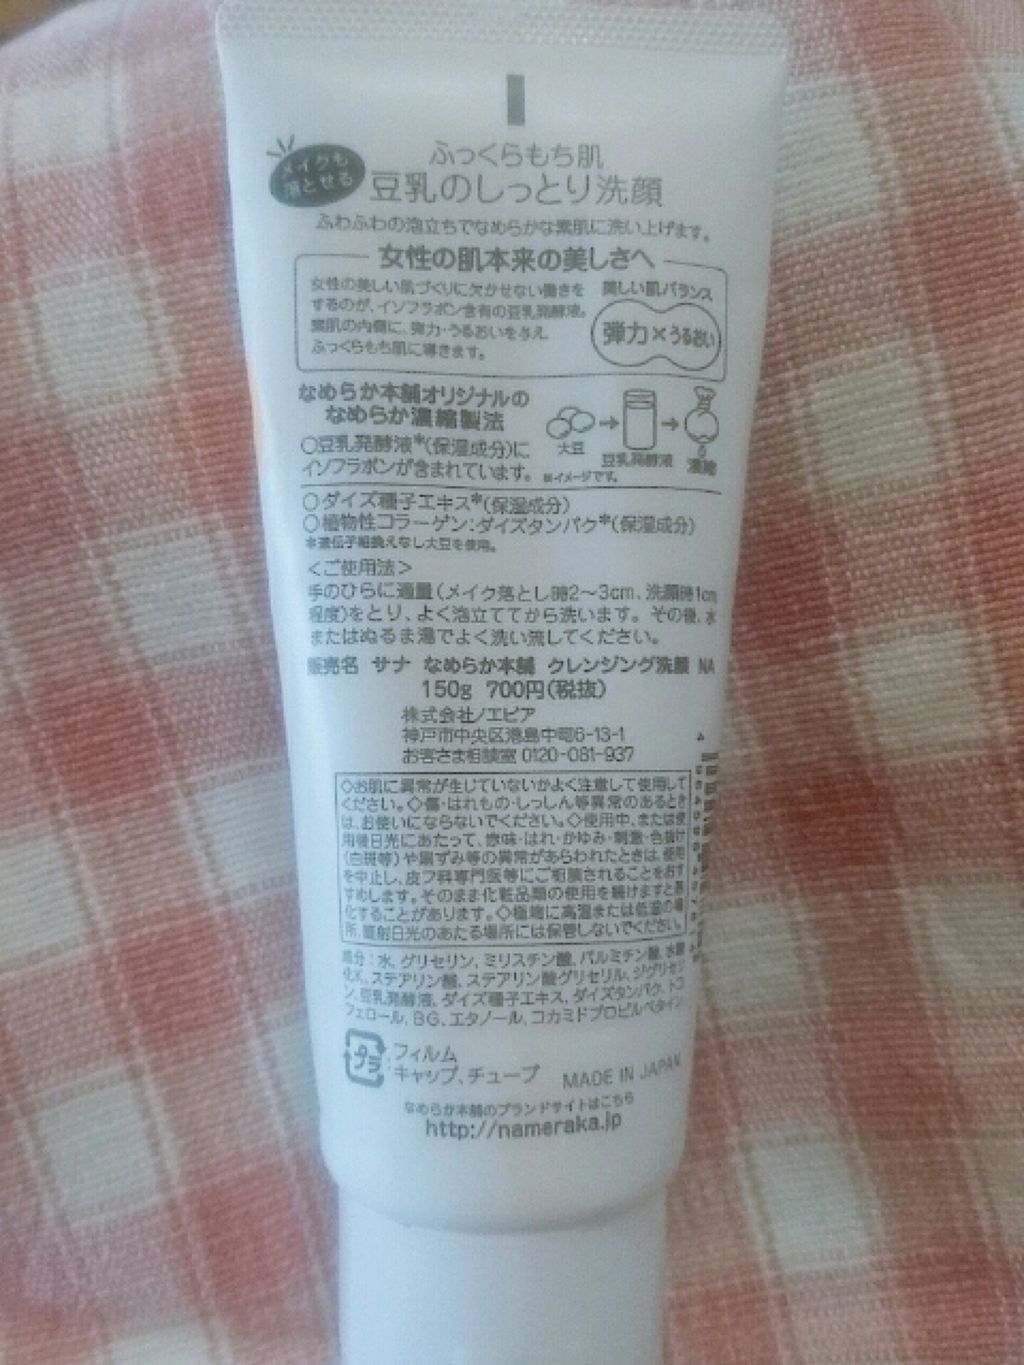 メイクも
落とせる
ふっくらもち肌
豆乳のしっとり洗顔
ふわふわの泡立ちでなめらかな素肌に洗い上げます。
女性の肌本来の美しさへ
女性の美しい肌づくりに欠かせない働きを
するのが、イソフラボン含有の豆乳発酵液。
素肌の内側に、弾力・うるおいを与え、
ふっくらもち肌に導きます。
美しい肌バランス
弾力×うるおい
なめらか本舗オリジナルの
なめらか濃縮製法
○豆乳発酵液*(保湿成分)に
イソフラボンが含まれています。
大豆
豆乳発酵液
濃縮
※イメージです。
○ダイズ種子エキス*(保湿成分)
○植物性コラーゲン:ダイズタンパク*(保湿成分)
*遺伝子組換えなし大豆を使用。
<ご使用法>
手のひらに適量(メイク落とし時2〜3cm、洗顔時1cm
程度)をとり、よく泡立ててから洗います。その後、水
またはぬるま湯でよく洗い流してください。
販売名 サナ なめらか本舗 クレンジング洗顔 NA
150g 700円(税抜)
株式会社ノエビア
神戸市中央区港島中町6-13-1
お客さま相談室 0120-081-937
◇お肌に異常が生じていないかよく注意して使用して
ください。◇傷・はれもの・しっしん等異常のあるとき
は、お使いにならないでください。◇使用中、または使
用後日光にあたって、赤味・はれ・かゆみ・刺激・色抜け
(白斑等)や黒ずみ等の異常があらわれたときは、使用
を中止し、皮フ科専門医等にご相談されることをおす
すめします。そのまま化粧品類の使用を続けますと悪
化することがあります。◇極端に高温または低温の場
所、直射日光のあたる場所には保管しないでください。
成分:水、グリセリン、ミリスチン酸、パルミチン酸、水酸
化K、ステアリン酸、ステアリン酸グリセリル、ジグリセリ
ン、豆乳発酵液、ダイズ種子エキス、ダイズタンパク、トコ
フェロール、BG、エタノール、コカミドプロピルベタイン
プラ
:フィルム
:キャップ、チューブ
MADE IN JAPAN
なめらか本舗のブランドサイトはこちら
http://nameraka.jp